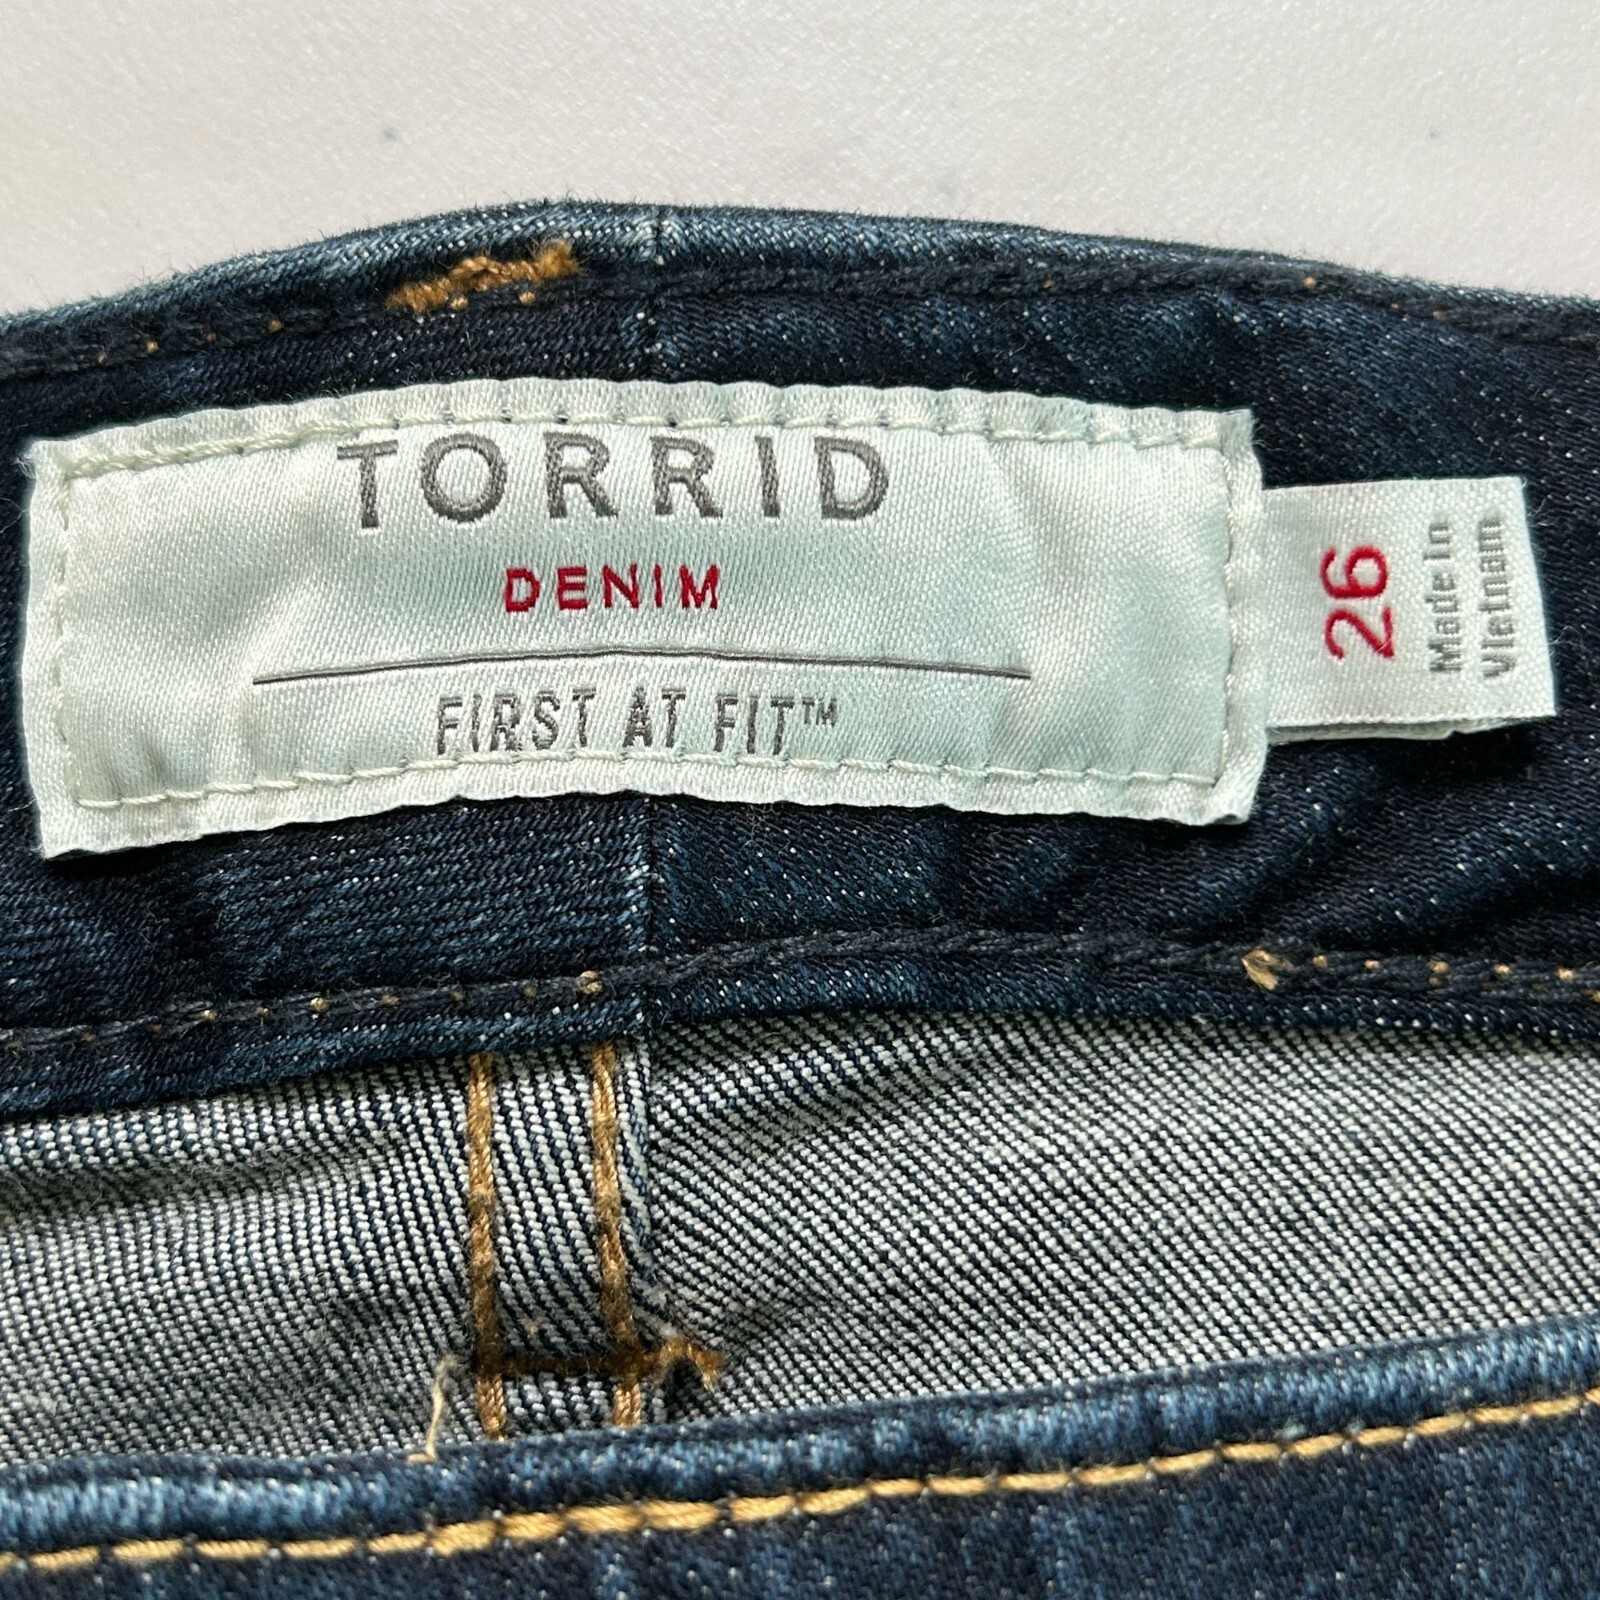 TORRID
DENIM
FIRST AT FIT™
26
Made In
Vietnam